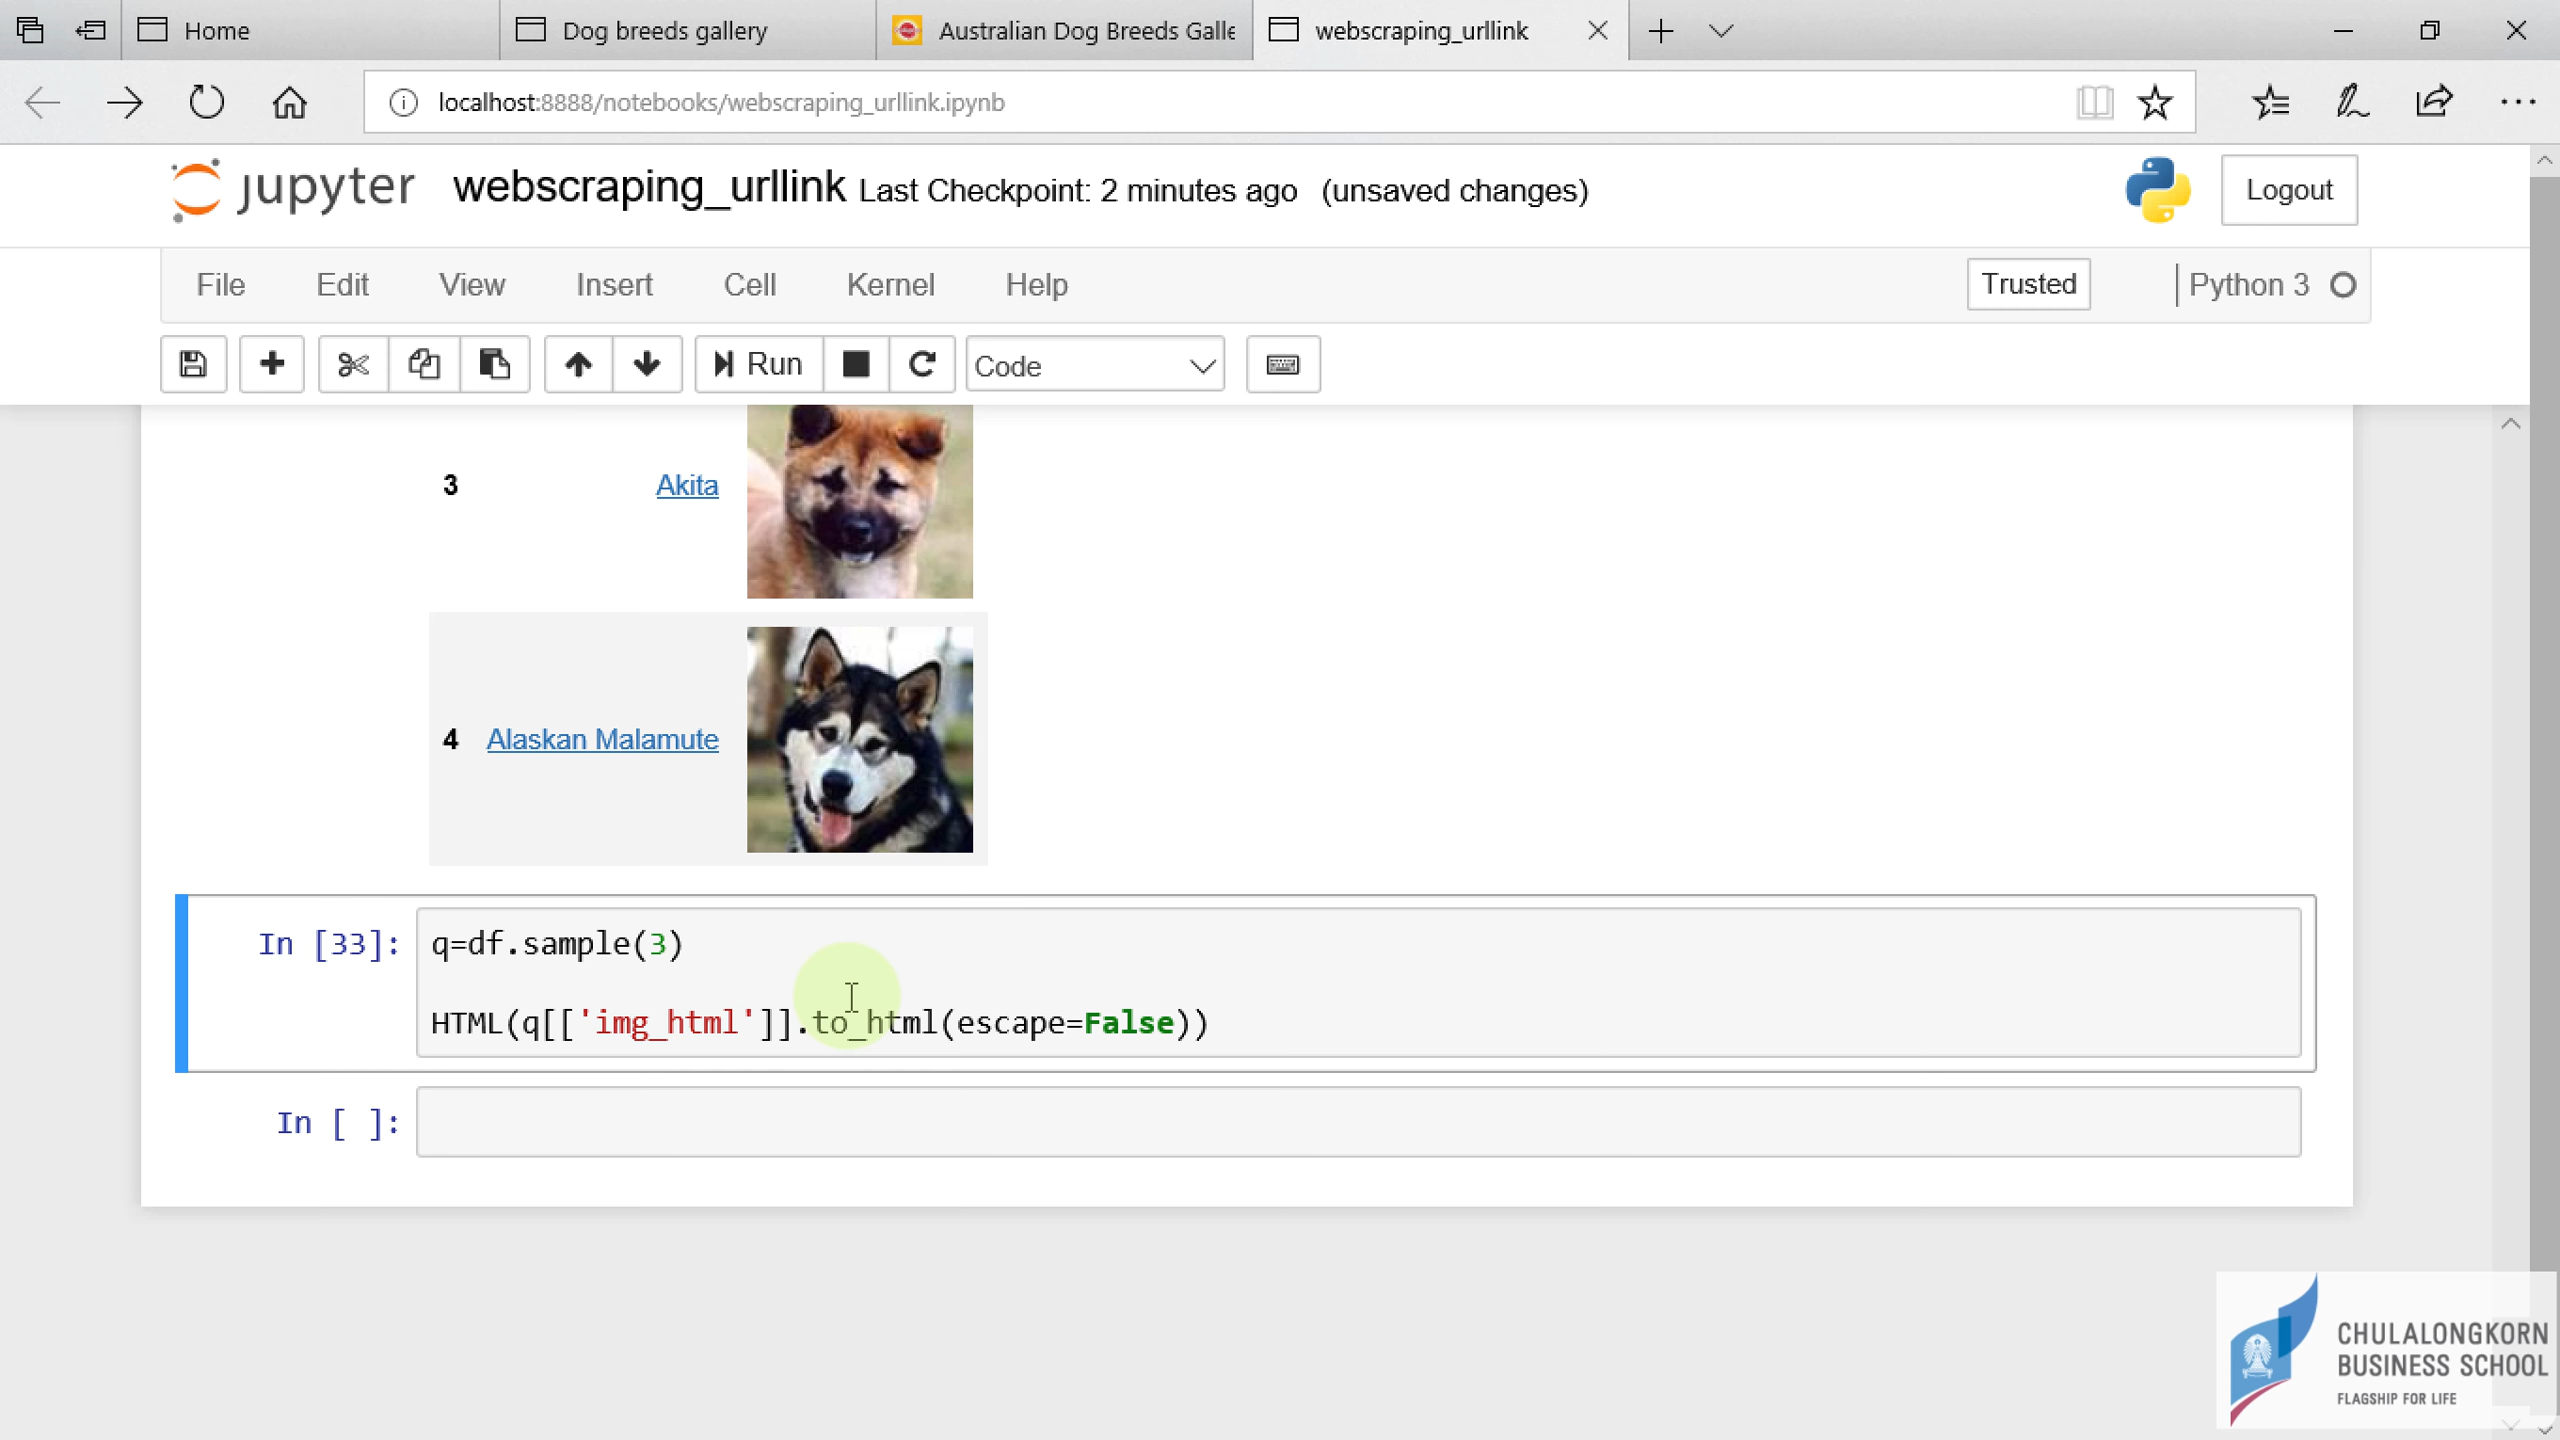 Home
Dog breeds gallery
Australian Dog Breeds Galle
webscraping_urllink
localhost:8888/notebooks/webscraping_urllink.ipynb
jupyter webscraping_urllink Last Checkpoint: 2 minutes ago (unsaved changes)
Logout
File Edit View Insert Cell Kernel Help
Trusted
Python 3
Run
Code
3 Akita
4 Alaskan Malamute
In [33]: q=df.sample(3)
HTML(q[['img_html']].to_html(escape=False))
In [ ]:
CHULALONGKORN
BUSINESS SCHOOL
FLAGSHIP FOR LIFE